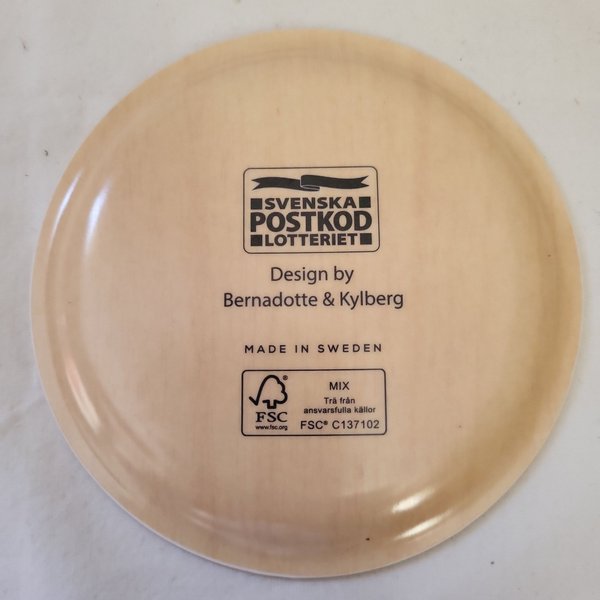 SVENSKA
POSTKOD
LOTTERIET
Design by
Bernadotte & Kylberg
MADE IN SWEDEN
®
FSC
www.fsc.org
MIX
Trä från
ansvarsfulla källor
FSC® C137102